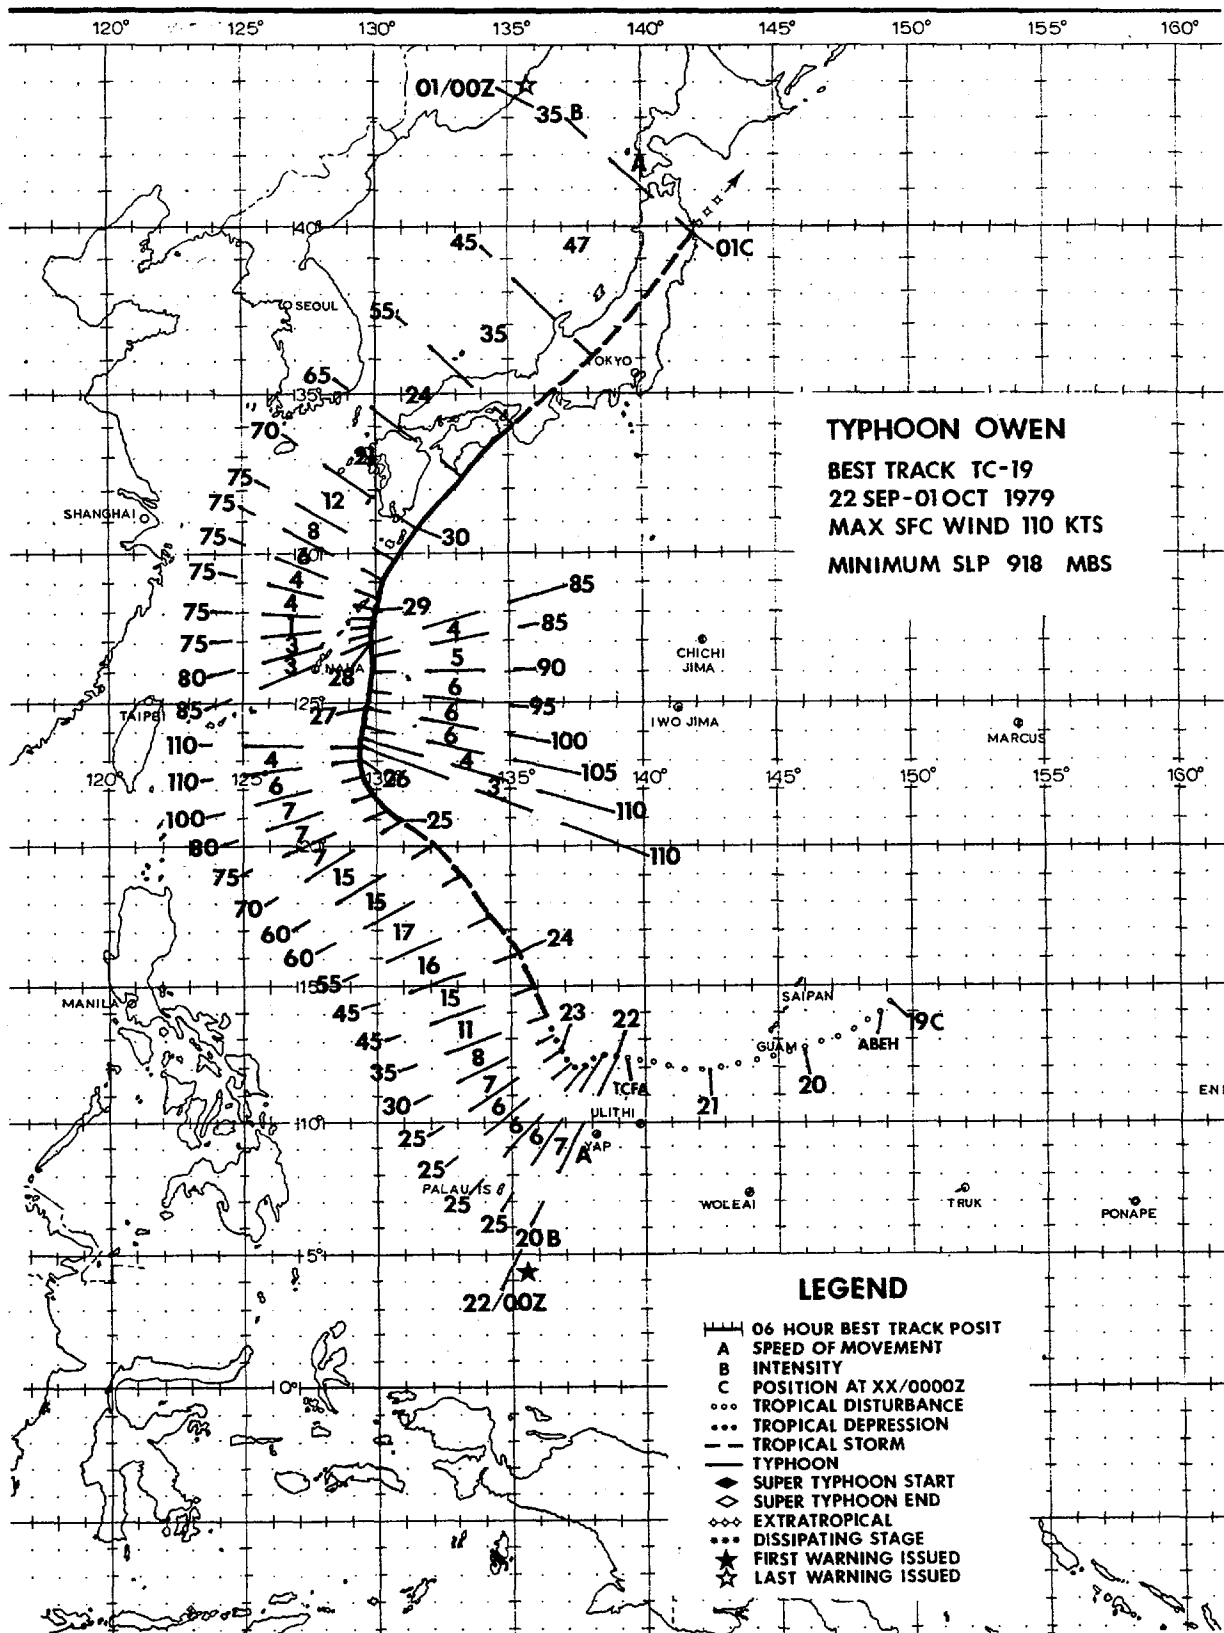 120° 125° 130° 135° 140° 145° 150° 155° 160°
01/00Z
35 B
A
40°
45
47
01C
SEOUL
55
35
TOKYO
65
35°
24
TYPHOON OWEN
BEST TRACK TC-19
22 SEP-01 OCT 1979
MAX SFC WIND 110 KTS
MINIMUM SLP 918 MBS
70
21
75
12
75
SHANGHAI
8
30
75
30°
6
75
4
85
29
75
4
4
85
75
3
CHICHI
JIMA
80
3
NAHA
28
5
90
85
25°
27
6
95
TAIPEI
6
IWO JIMA
MARCUS
110
6
100
4
4
105
120° 125° 130° 135° 140° 145° 150° 155° 160°
110
26
6
3
110
100
7
25
80
7
20°
110
75
7
15
70
15
60
17
24
60
16
55
15°
15
SAIPAN
MANILA
45
23
22
19C
45
11
GUAM
ABEH
35
8
TCFA
20
30
7
21
6
ULITHI
EN
25
10°
6
6
7
A
YAP
25
PALAU IS
25
WOLEAI
TRUK
PONAPE
25
20 B
5°
22/00Z
0°
LEGEND
06 HOUR BEST TRACK POSIT
A SPEED OF MOVEMENT
B INTENSITY
C POSITION AT XX/0000Z
TROPICAL DISTURBANCE
TROPICAL DEPRESSION
TROPICAL STORM
TYPHOON
SUPER TYPHOON START
SUPER TYPHOON END
EXTRATROPICAL
DISSIPATING STAGE
FIRST WARNING ISSUED
LAST WARNING ISSUED